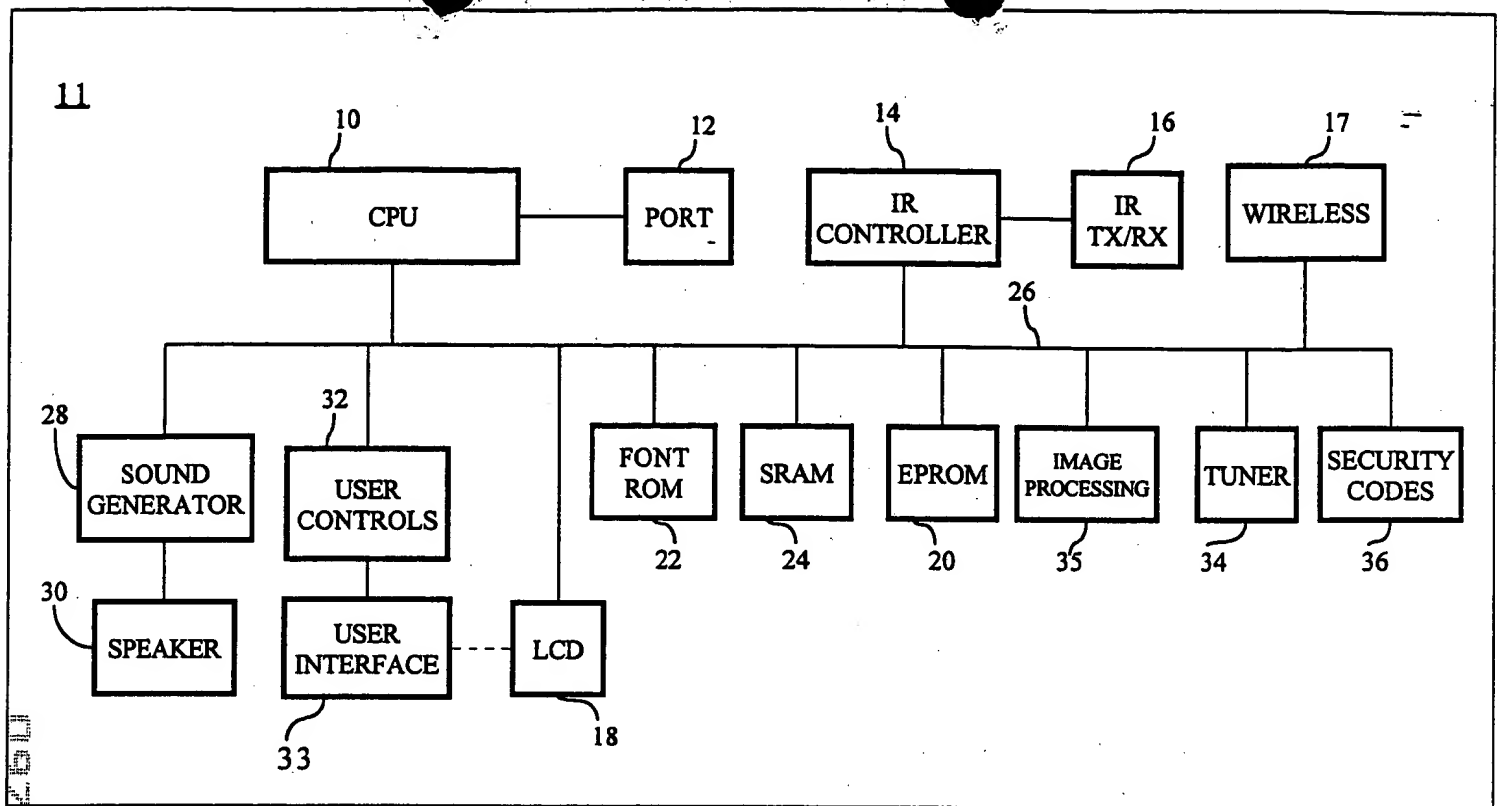 11
10
12
14
16
17
CPU
PORT
IR
CONTROLLER
IR
TX/RX
WIRELESS
26
28
32
SOUND
GENERATOR
USER
CONTROLS
FONT
ROM
SRAM
EPROM
IMAGE
PROCESSING
TUNER
SECURITY
CODES
22
24
20
35
34
36
30
SPEAKER
USER
INTERFACE
LCD
33
18